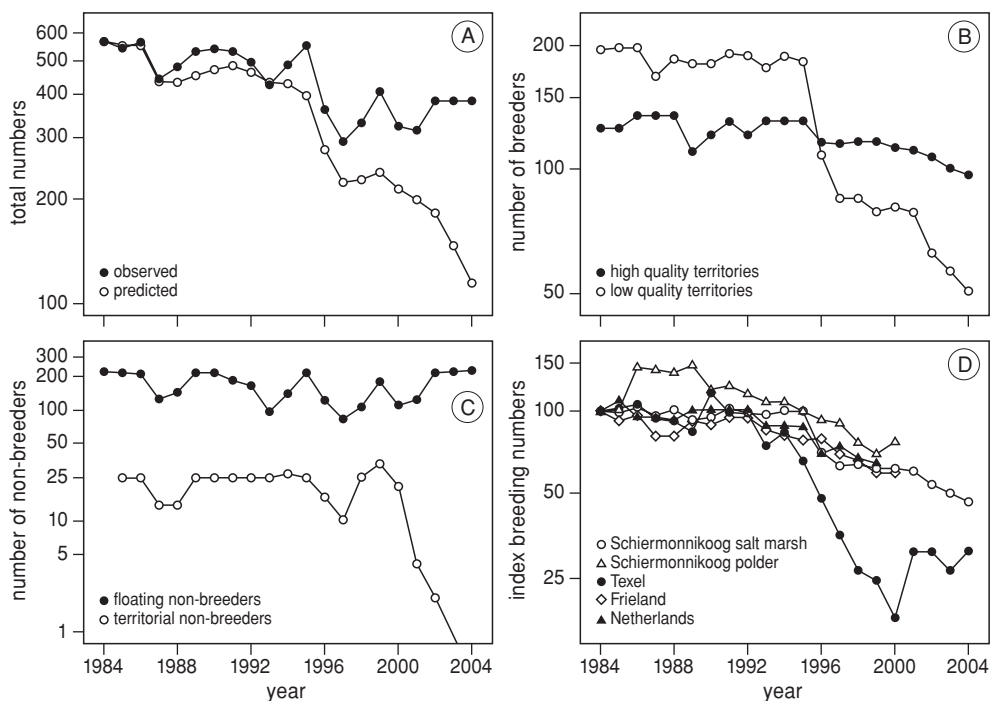 A
600
500
400
300
200
100
total numbers
observed
predicted
B
200
150
100
50
number of breeders
high quality territories
low quality territories
C
300
200
100
50
25
10
5
1
number of non-breeders
floating non-breeders
territorial non-breeders
1984 1988 1992 1996 2000 2004
year
D
150
100
50
25
index breeding numbers
Schiermonnikoog salt marsh
Schiermonnikoog polder
Texel
Frieland
Netherlands
1984 1988 1992 1996 2000 2004
year